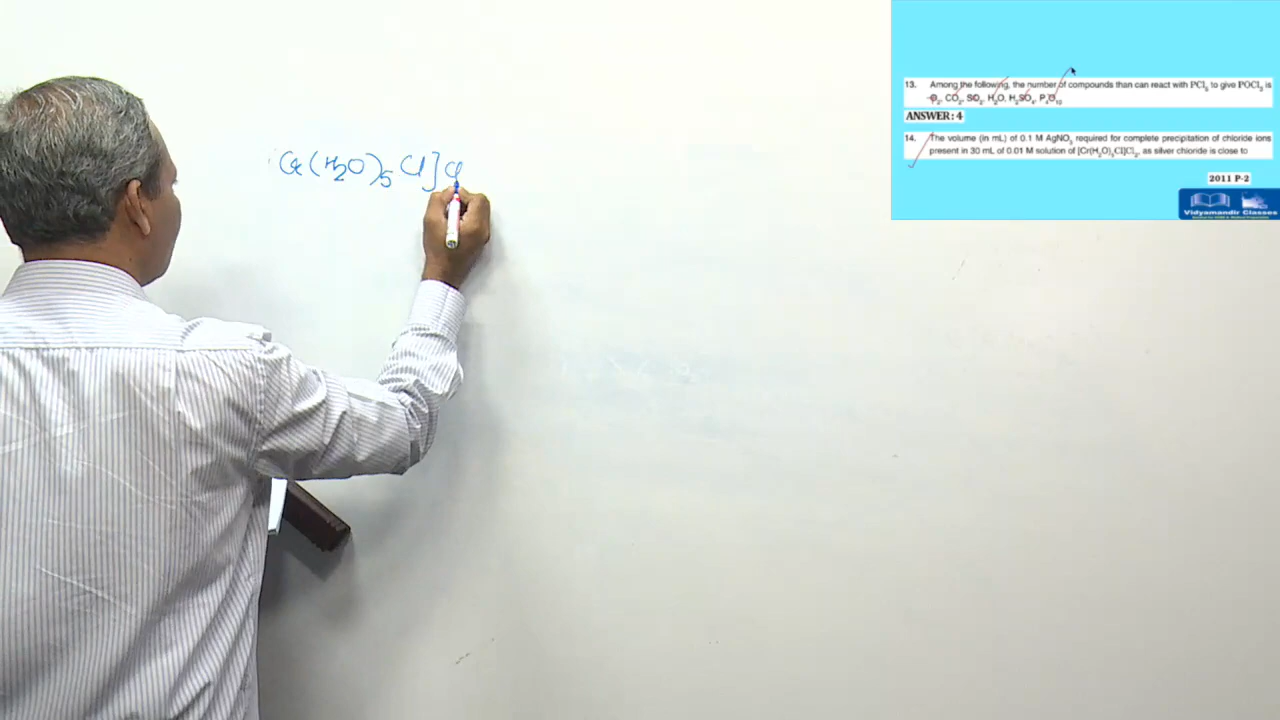 Cr(H₂O)₅Cl]Cl
13. Among the following, the number of compounds than can react with PCl₅ to give POCl₃ is
O₂, CO₂, SO₂, H₂O, H₂SO₄, P₄O₁₀
ANSWER: 4
14. The volume (in mL) of 0.1 M AgNO₃ required for complete precipitation of chloride ions
present in 30 mL of 0.01 M solution of [Cr(H₂O)₅Cl]Cl₂, as silver chloride is close to
2011 P-2
Vidyamandir Classes